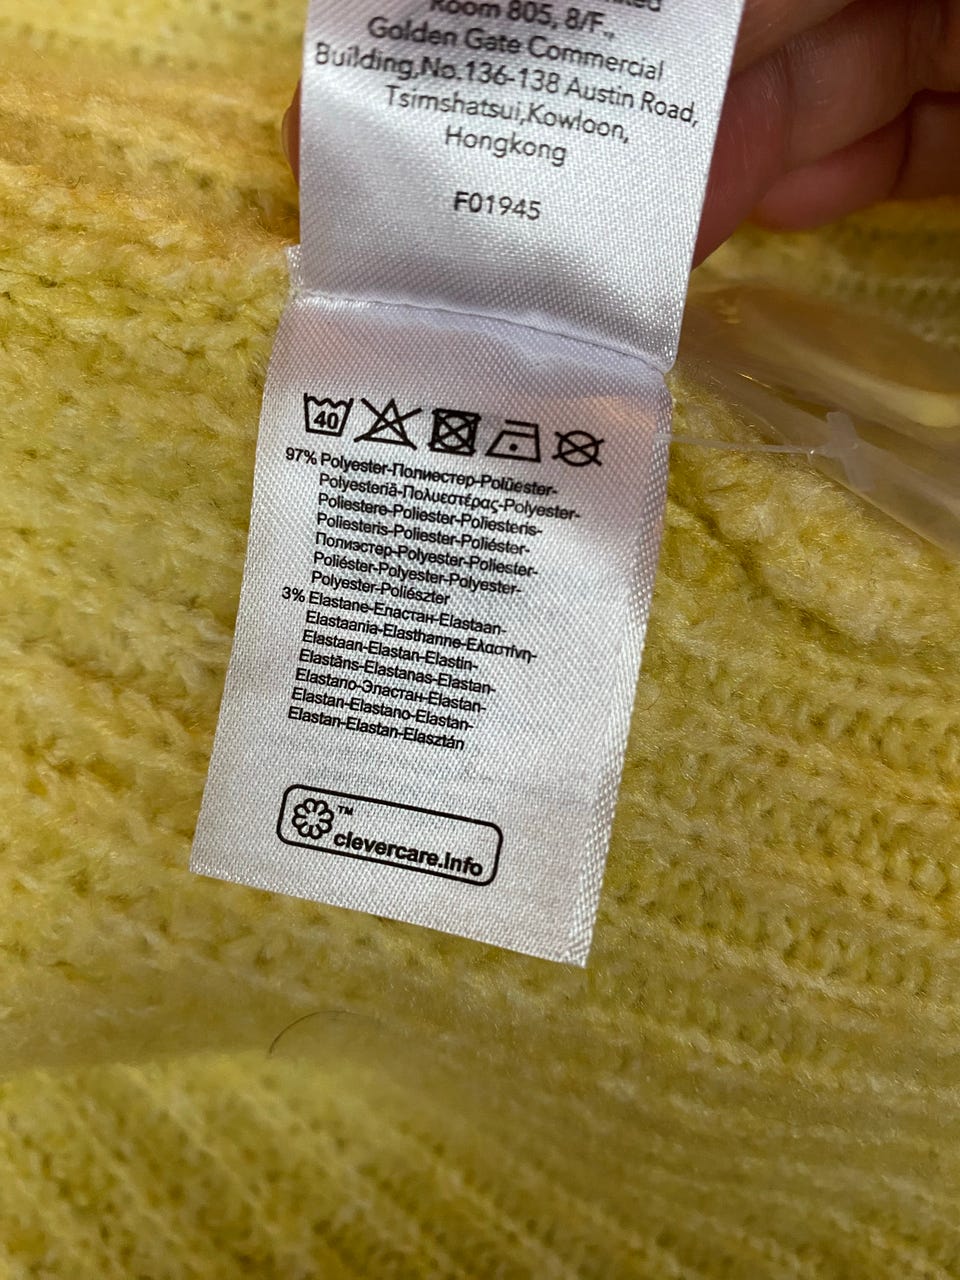 Room 805, 8/F.,
Golden Gate Commercial
Building,No.136-138 Austin Road,
Tsimshatsui,Kowloon,
Hongkong
F01945
40
97% Polyester-Полиестер-Polüester-
Polyesteriä-Πολυεστέρας-Polyester-
Poliestere-Poliester-Poliesteris-
Poliesteris-Poliester-Poliéster-
Полиэстер-Polyester-Poliester-
Poliéster-Polyester-Polyester-
Polyester-Poliészter
3% Elastane-Еластан-Elastaan-
Elastaania-Elasthanne-Ελαστίνη-
Elastaan-Elastan-Elastin-
Elastāns-Elastanas-Elastan-
Elastano-Эластан-Elastan-
Elastan-Elastano-Elastan-
Elastan-Elastan-Elasztán
™
clevercare.info